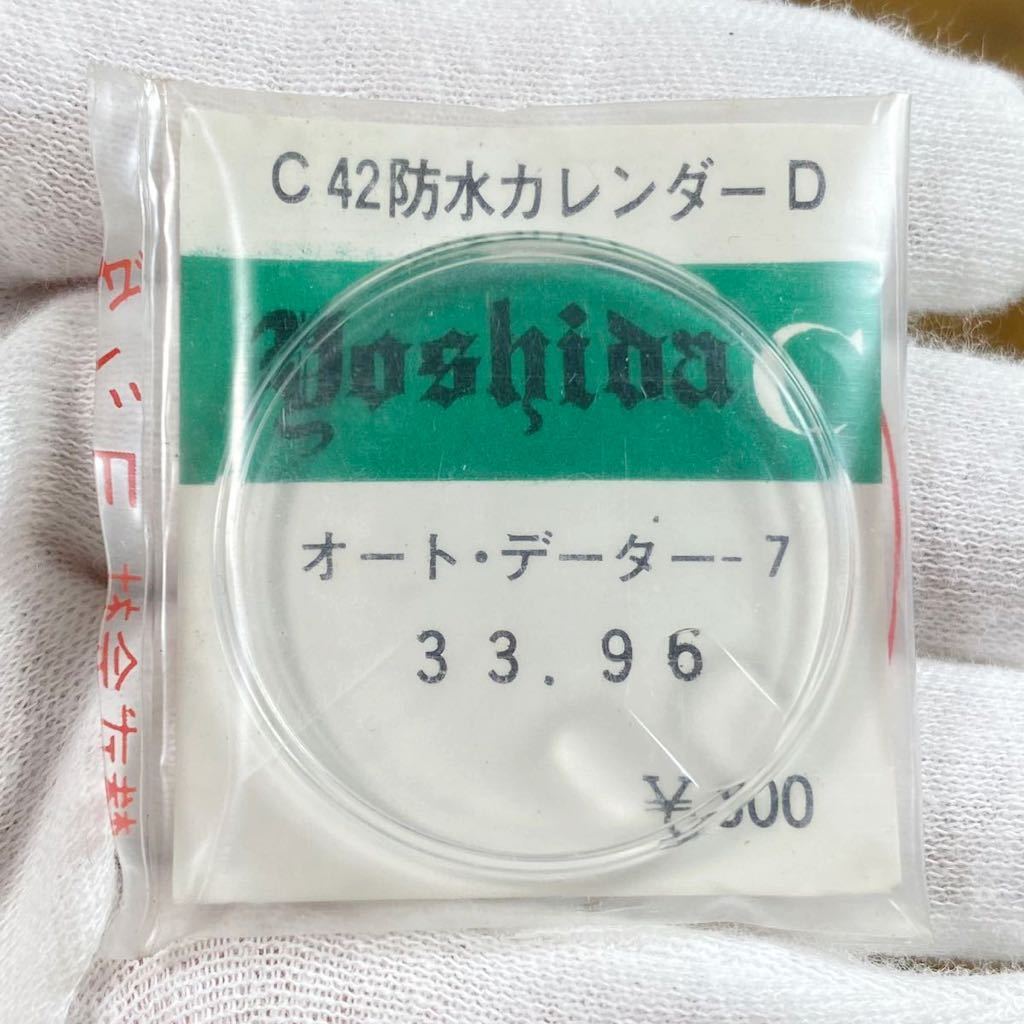 C 42防水カレンダー D
Yoshida
オート・データー-7
33.96
¥ 300